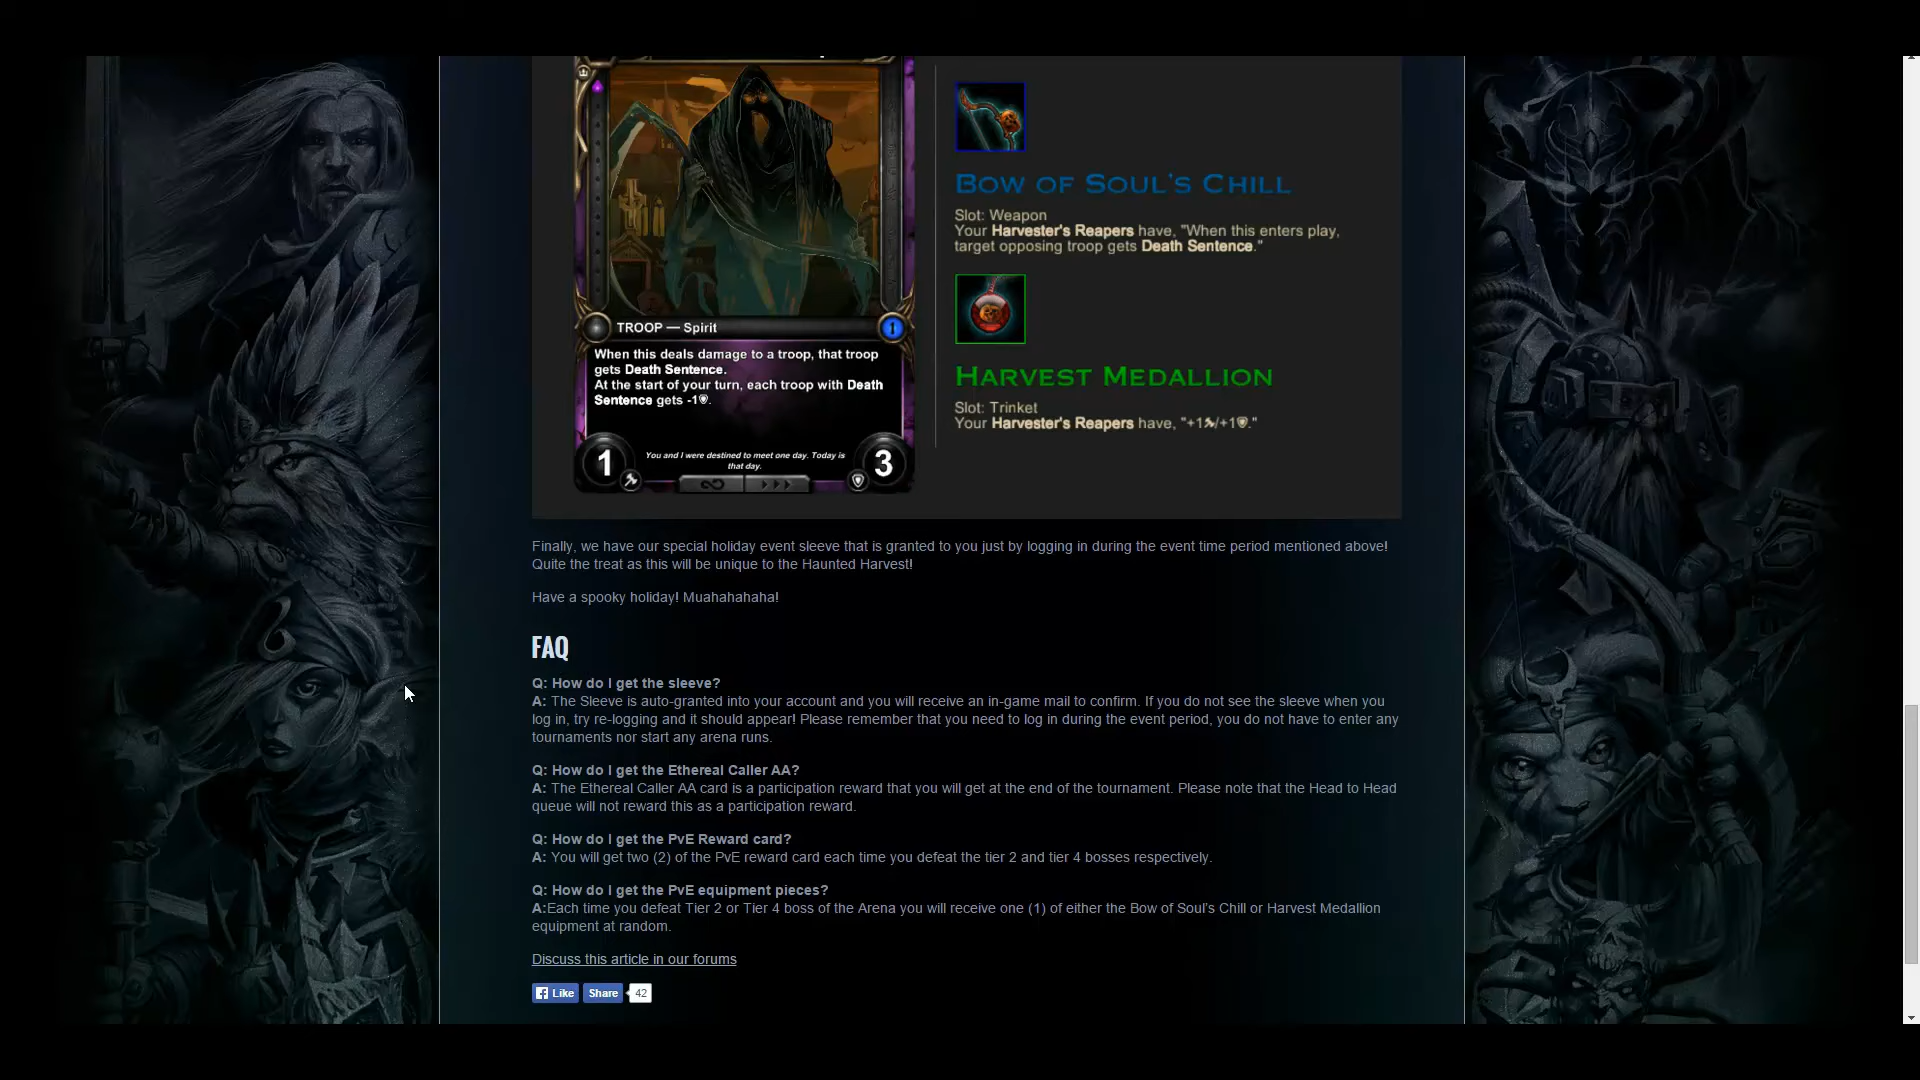 BOW OF SOUL'S CHILL
Slot: Weapon
Your Harvester's Reapers have, "When this enters play,
target opposing troop gets Death Sentence."
HARVEST MEDALLION
Slot: Trinket
Your Harvester's Reapers have, "+1/+1."
TROOP — Spirit
1
When this deals damage to a troop, that troop
gets Death Sentence.
At the start of your turn, each troop with Death
Sentence gets -1.
You and I were destined to meet one day. Today is
that day.
1
3
Finally, we have our special holiday event sleeve that is granted to you just by logging in during the event time period mentioned above!
Quite the treat as this will be unique to the Haunted Harvest!
Have a spooky holiday! Muahahahaha!
FAQ
Q: How do I get the sleeve?
A: The Sleeve is auto-granted into your account and you will receive an in-game mail to confirm. If you do not see the sleeve when you
log in, try re-logging and it should appear! Please remember that you need to log in during the event period, you do not have to enter any
tournaments nor start any arena runs.
Q: How do I get the Ethereal Caller AA?
A: The Ethereal Caller AA card is a participation reward that you will get at the end of the tournament. Please note that the Head to Head
queue will not reward this as a participation reward.
Q: How do I get the PvE Reward card?
A: You will get two (2) of the PvE reward card each time you defeat the tier 2 and tier 4 bosses respectively.
Q: How do I get the PvE equipment pieces?
A:Each time you defeat Tier 2 or Tier 4 boss of the Arena you will receive one (1) of either the Bow of Soul's Chill or Harvest Medallion
equipment at random.
Discuss this article in our forums
Like Share 42